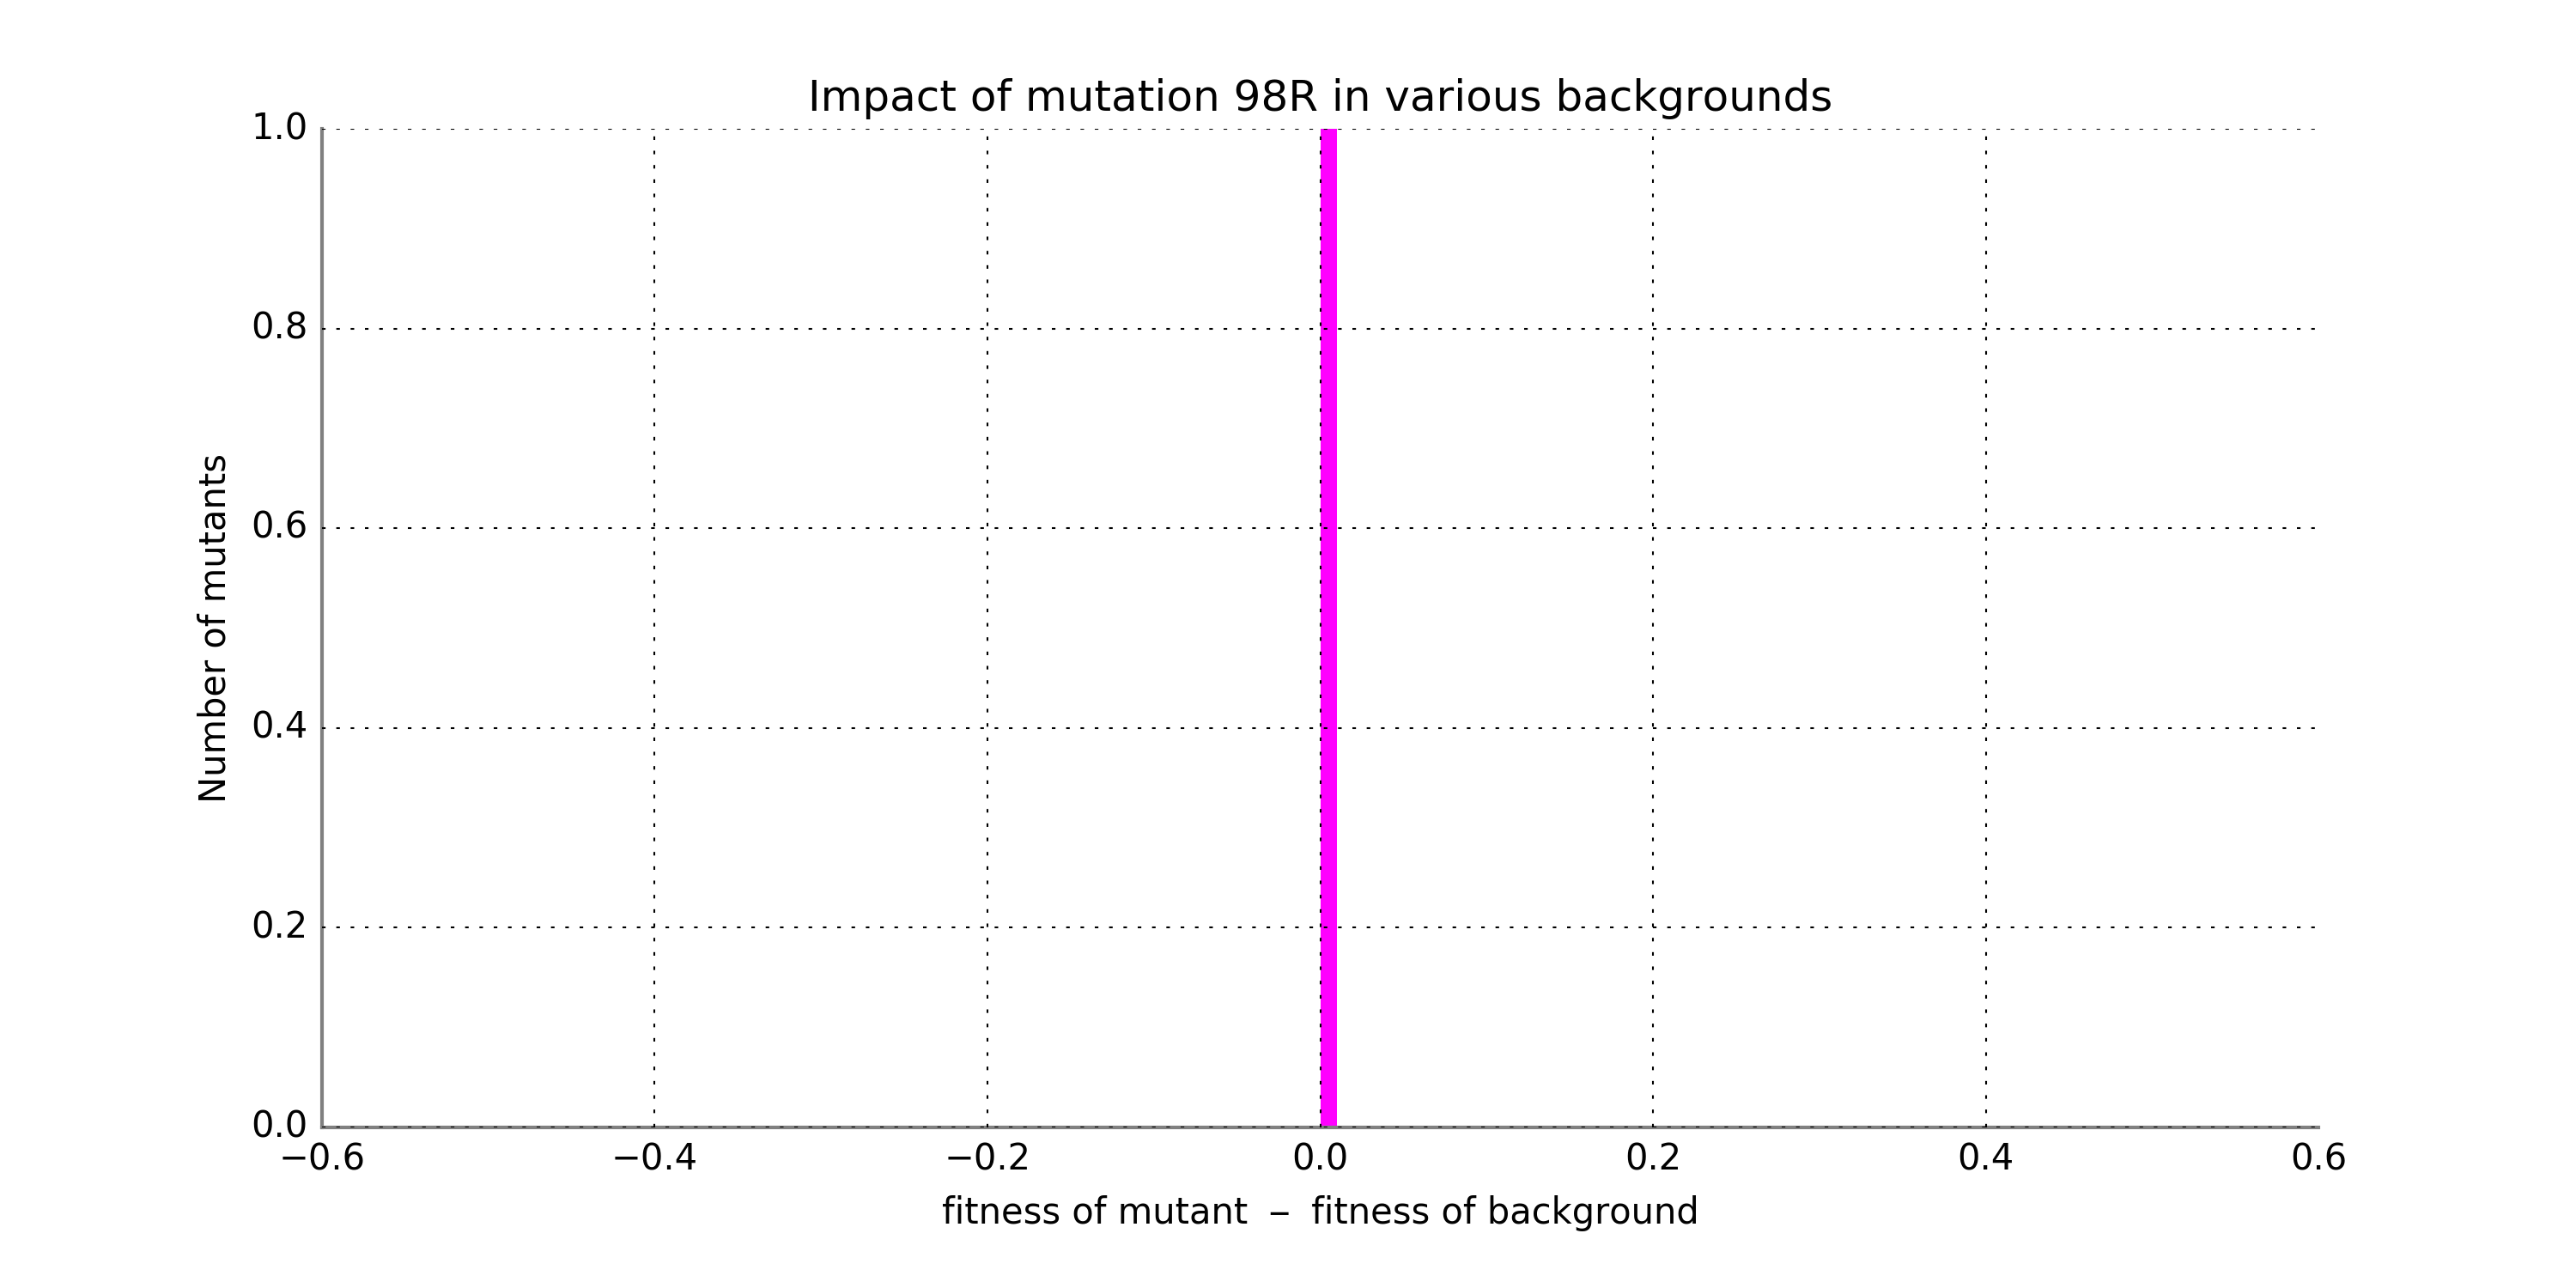 Impact of mutation 98R in various backgrounds
1.0
0.8
0.6
0.4
0.2
0.0
Number of mutants
−0.6 −0.4 −0.2 0.0 0.2 0.4 0.6
fitness of mutant − fitness of background